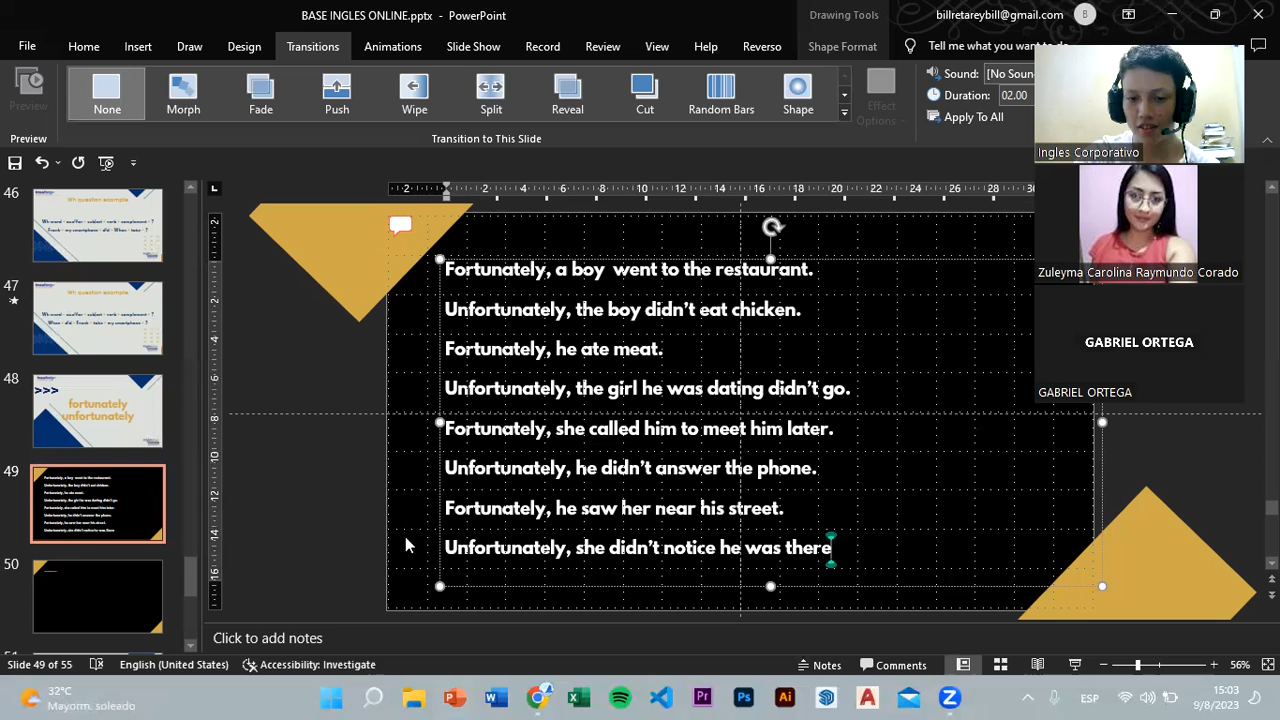 BASE INGLES ONLINE.pptx - PowerPoint
Drawing Tools
billretareybill@gmail.com B
File Home Insert Draw Design Transitions Animations Slide Show Record Review View Help Reverso Shape Format Tell me what you want to do
Preview None Morph Fade Push Wipe Split Reveal Cut Random Bars Shape Effect Options
Sound: [No Soun
Duration: 02.00
Apply To All
Preview
Transition to This Slide
Ingles Corporativo
Zuleyma Carolina Raymundo Corado
GABRIEL ORTEGA
GABRIEL ORTEGA
46
Wh question example
47
Wh question example
48
>>>
fortunately
unfortunately
49
50
Fortunately, a boy went to the restaurant.
Unfortunately, the boy didn't eat chicken.
Fortunately, he ate meat.
Unfortunately, the girl he was dating didn't go.
Fortunately, she called him to meet him later.
Unfortunately, he didn't answer the phone.
Fortunately, he saw her near his street.
Unfortunately, she didn't notice he was there
Click to add notes
Slide 49 of 55 English (United States) Accessibility: Investigate Notes Comments 56%
32°C
Mayorm. soleado
ESP
15:03
9/8/2023